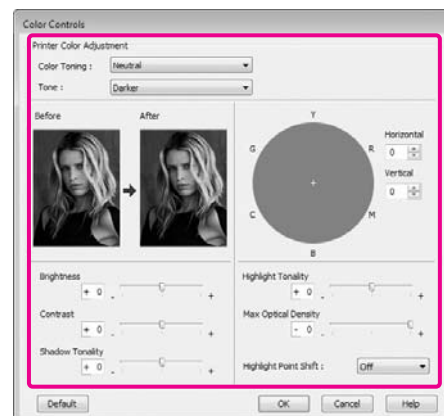 Color Controls
Printer Color Adjustment
Color Toning : Neutral
Tone : Darker
Before After
Y
G R
C M
B
Horizontal
0
Vertical
0
Brightness
+ 0 - +
Contrast
+ 0 - +
Shadow Tonality
+ 0 - +
Highlight Tonality
+ 0 - +
Max Optical Density
- 0 - +
Highlight Point Shift : Off
Default OK Cancel Help